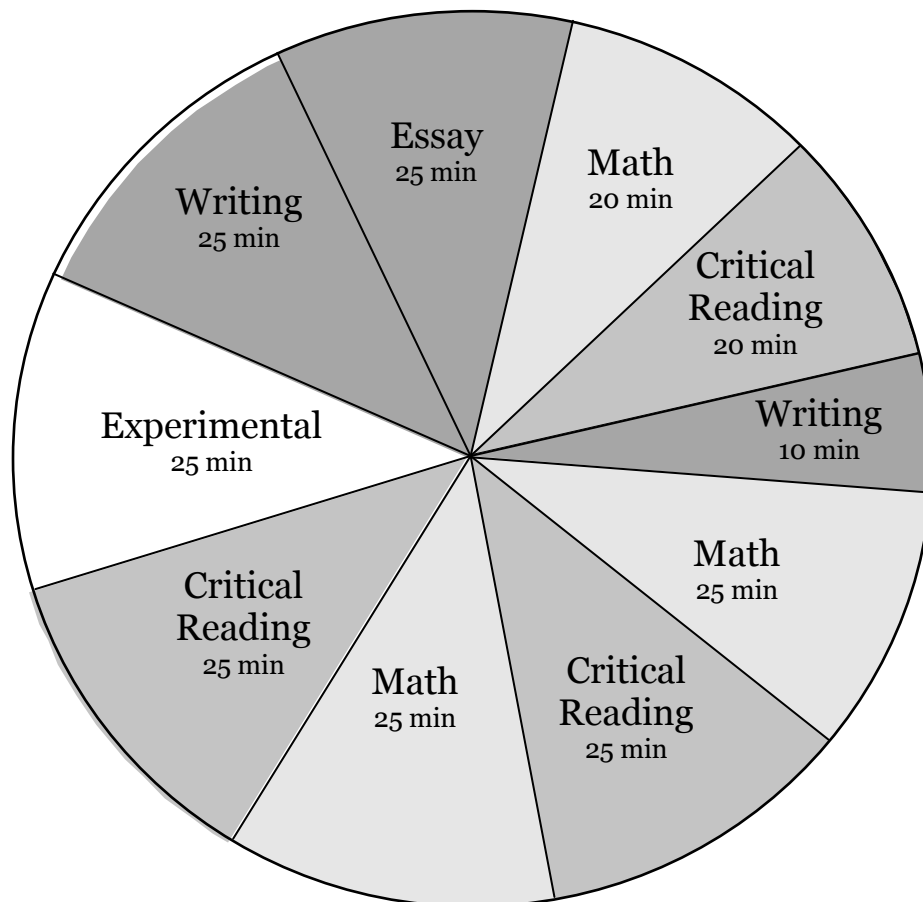 Essay
25 min
Math
20 min
Critical
Reading
20 min
Writing
10 min
Math
25 min
Critical
Reading
25 min
Math
25 min
Critical
Reading
25 min
Experimental
25 min
Writing
25 min